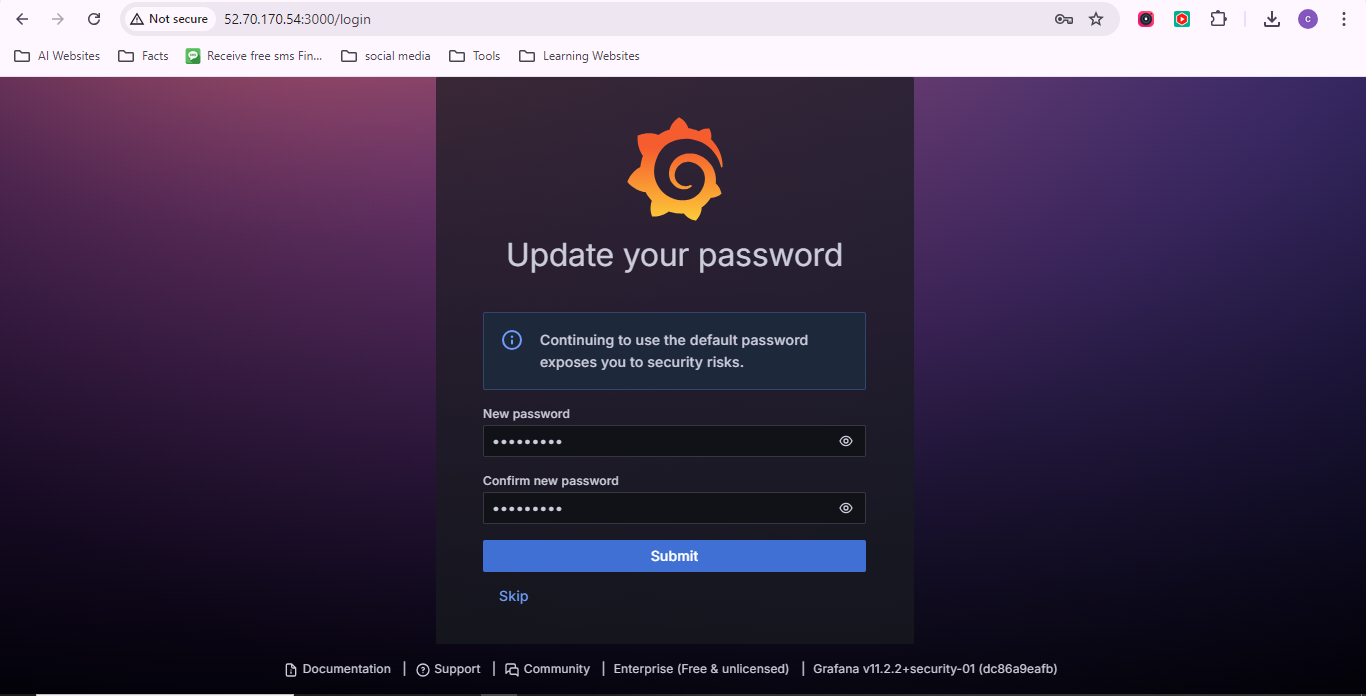 Not secure 52.70.170.54:3000/login c
AI Websites Facts Receive free sms Fin... social media Tools Learning Websites
Update your password
Continuing to use the default password
exposes you to security risks.
New password
•••••••••
Confirm new password
•••••••••
Submit
Skip
Documentation | Support | Community | Enterprise (Free & unlicensed) | Grafana v11.2.2+security-01 (dc86a9eafb)